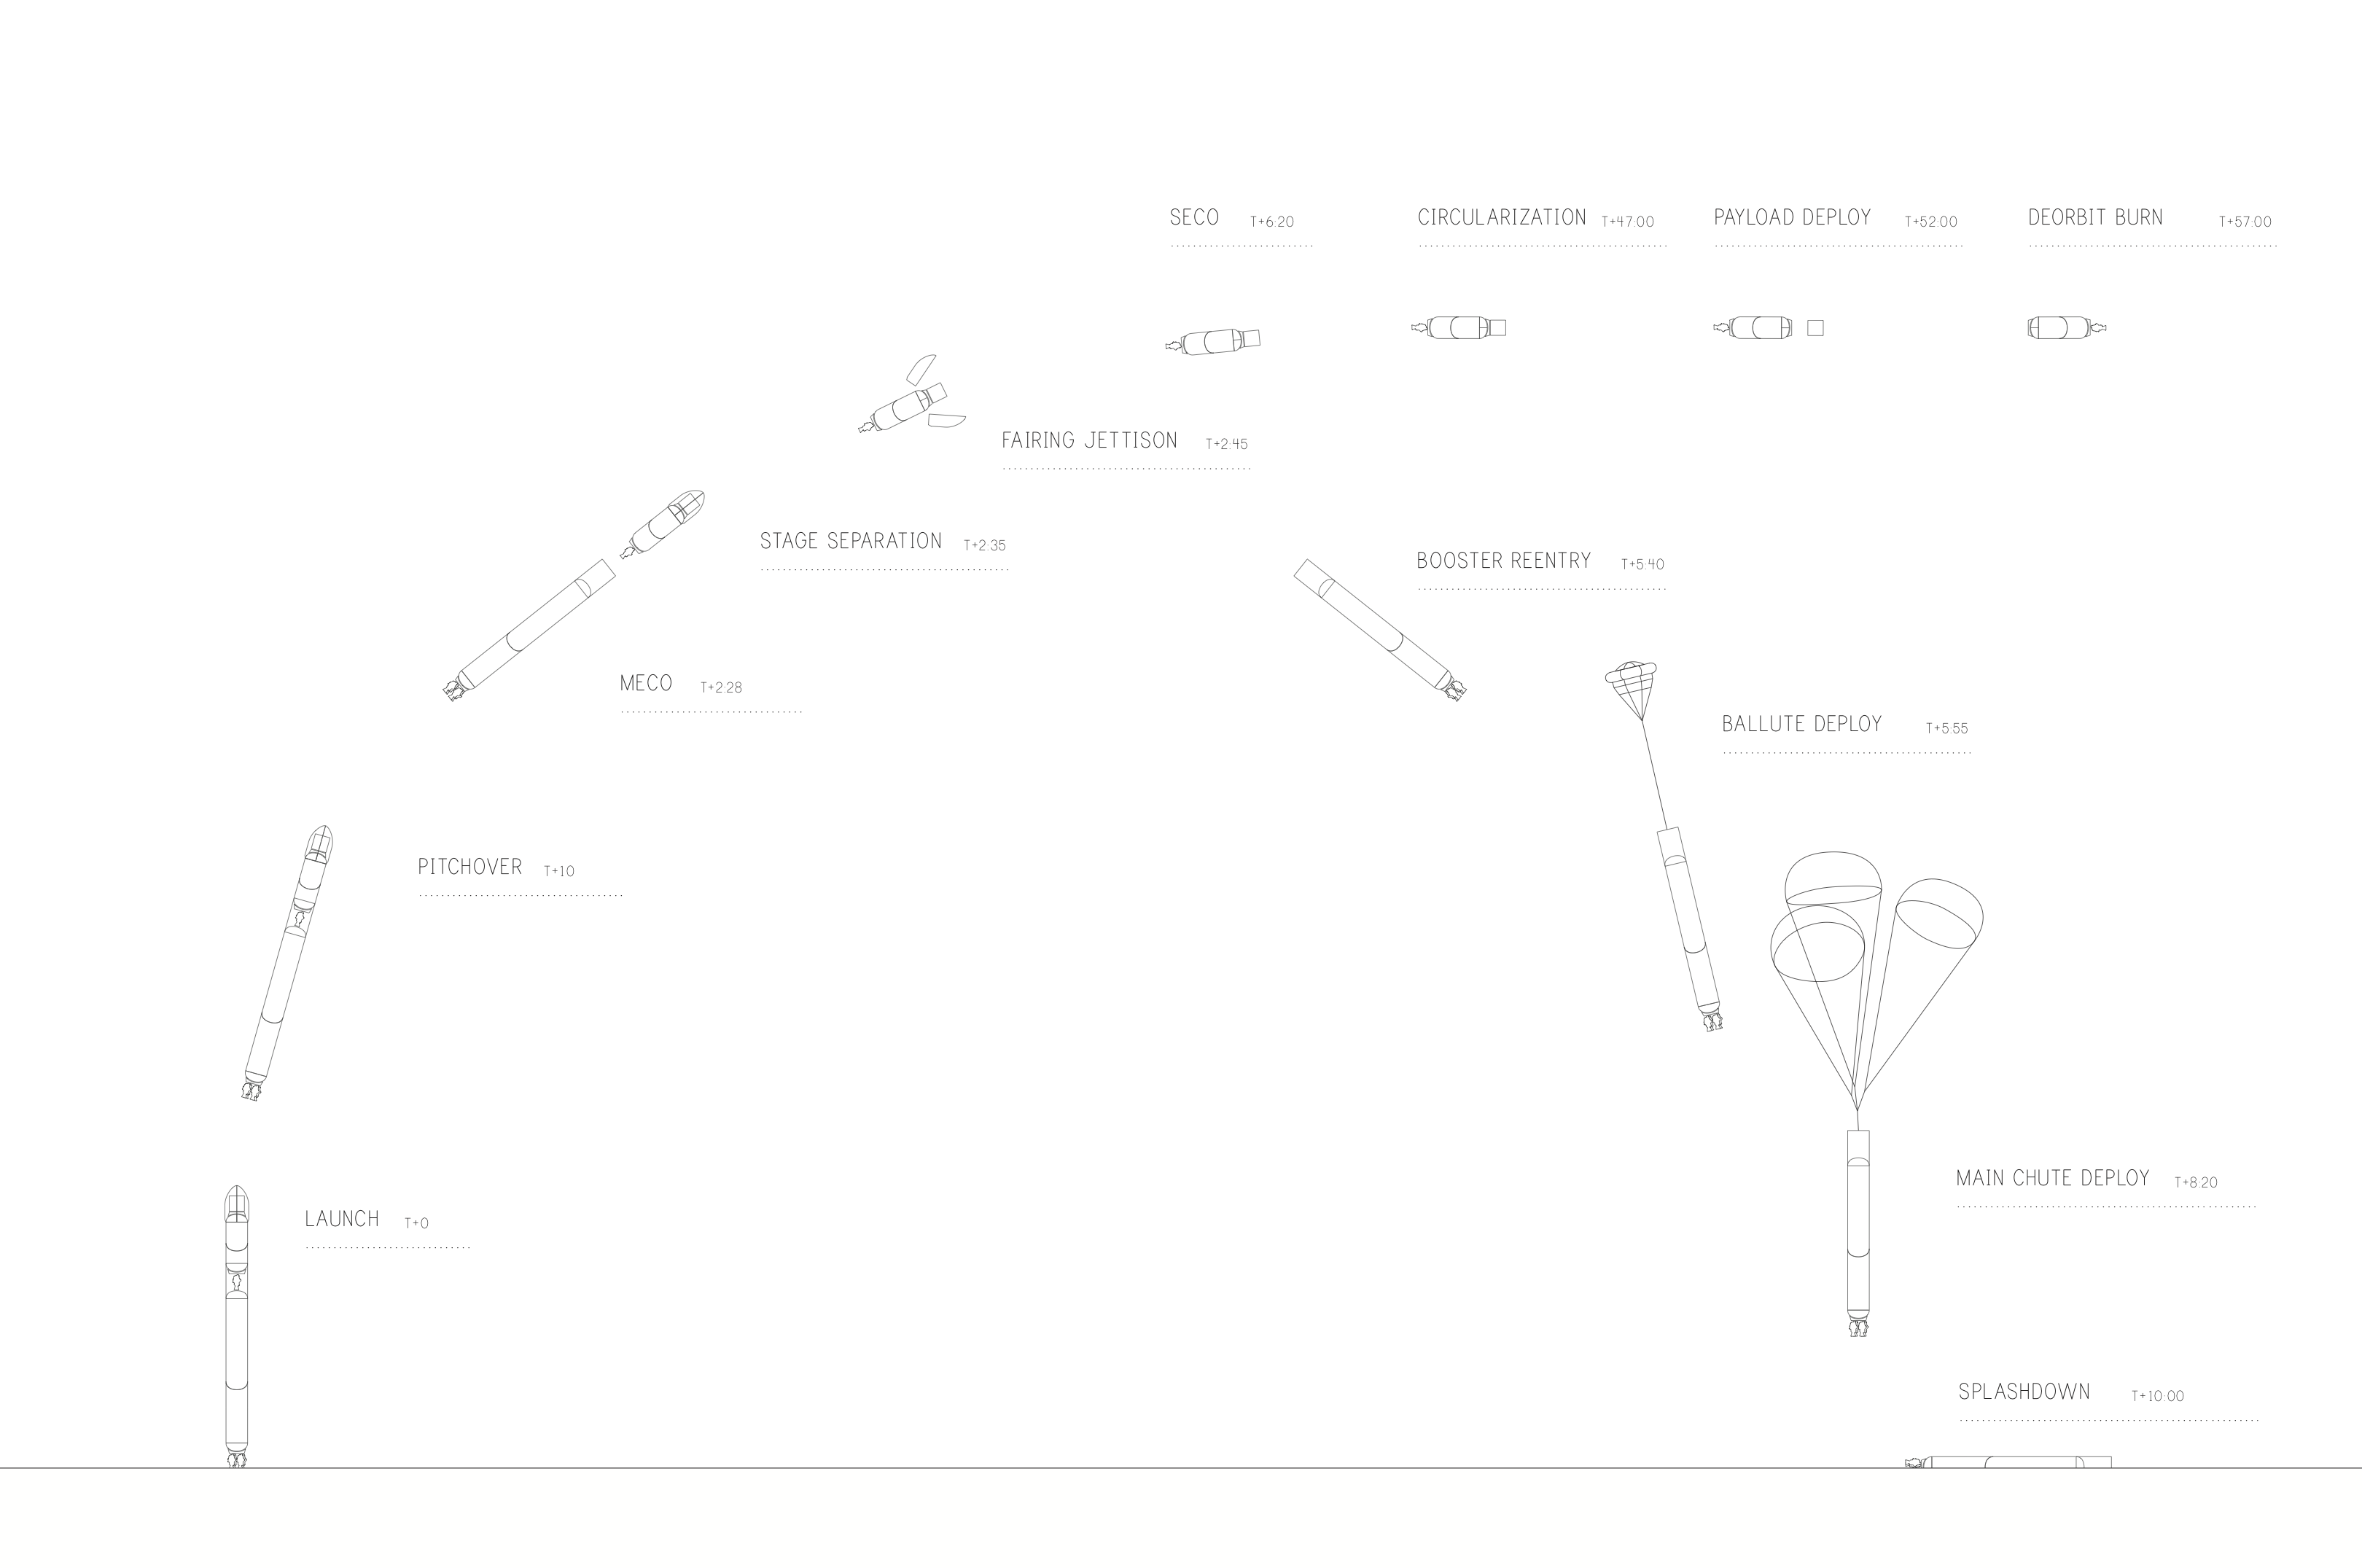 SECO T+6:20
CIRCULARIZATION T+47:00
PAYLOAD DEPLOY T+52:00
DEORBIT BURN T+57:00
FAIRING JETTISON T+2:45
STAGE SEPARATION T+2:35
BOOSTER REENTRY T+5:40
MECO T+2:28
BALLUTE DEPLOY T+5:55
PITCHOVER T+10
MAIN CHUTE DEPLOY T+8:20
LAUNCH T+0
SPLASHDOWN T+10:00